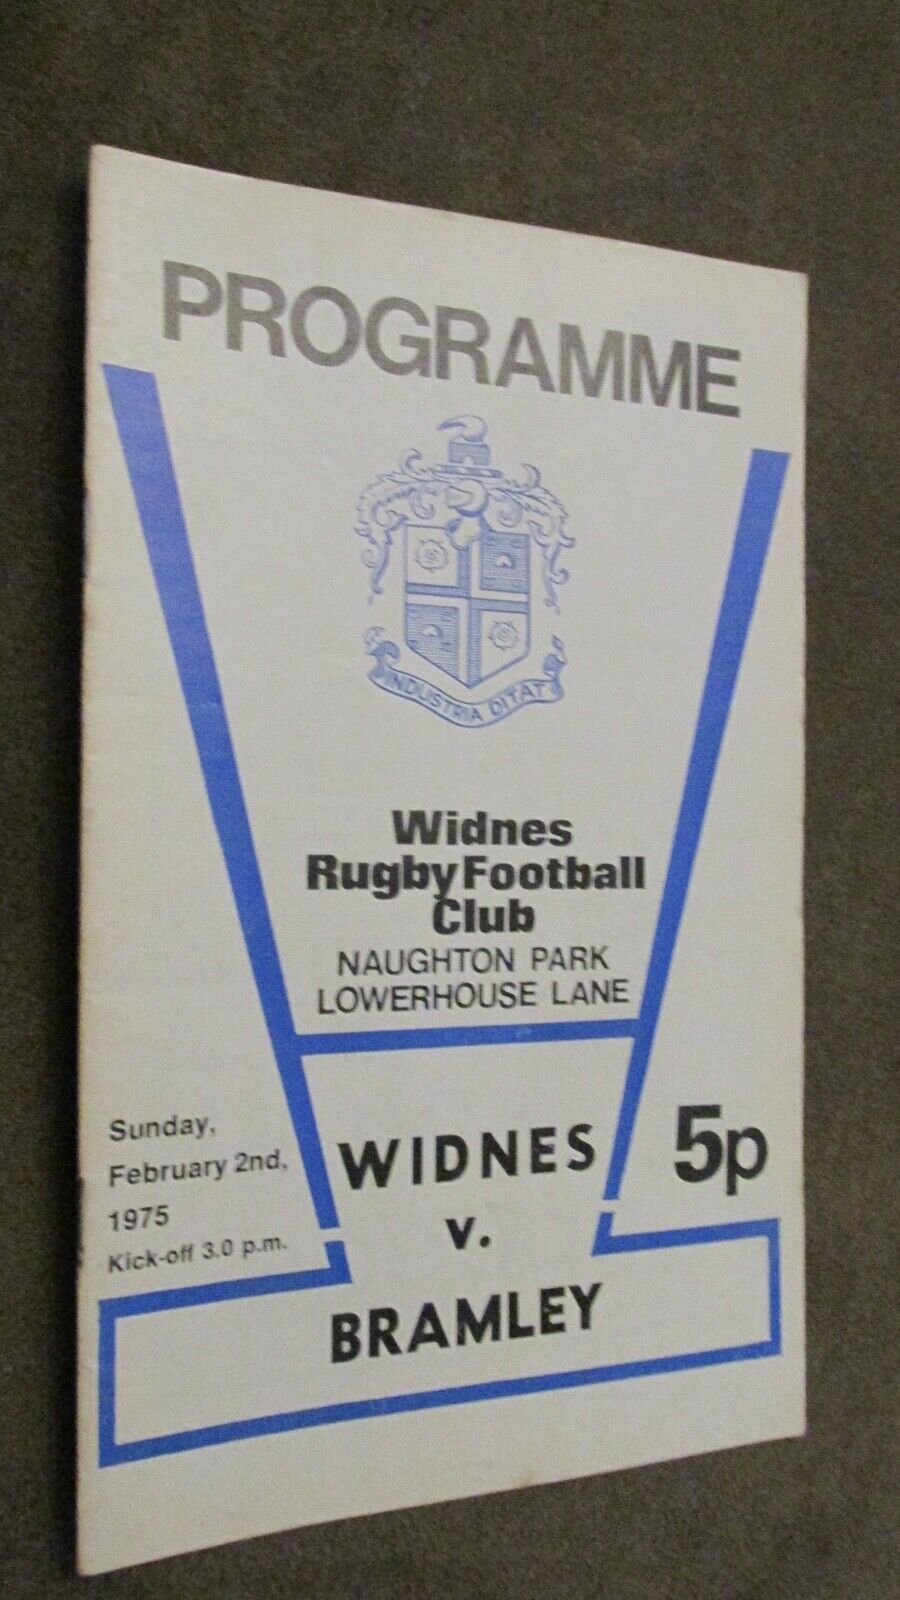 PROGRAMME
INDUSTRIA DITAT
Widnes
Rugby Football
Club
NAUGHTON PARK
LOWERHOUSE LANE
Sunday,
February 2nd,
1975
Kick-off 3.0 p.m.
WIDNES
v.
BRAMLEY
5p